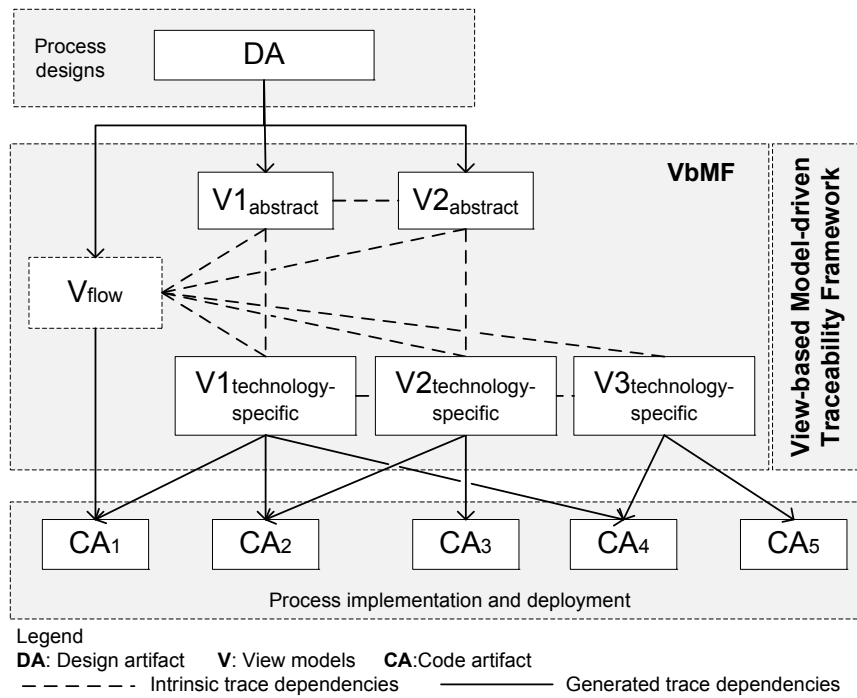 Process
designs
DA
VbMF
View-based Model-driven
Traceability Framework
V1abstract
V2abstract
Vflow
V1technology-
specific
V2technology-
specific
V3technology-
specific
CA1
CA2
CA3
CA4
CA5
Process implementation and deployment
Legend
DA: Design artifact V: View models CA:Code artifact
Intrinsic trace dependencies Generated trace dependencies